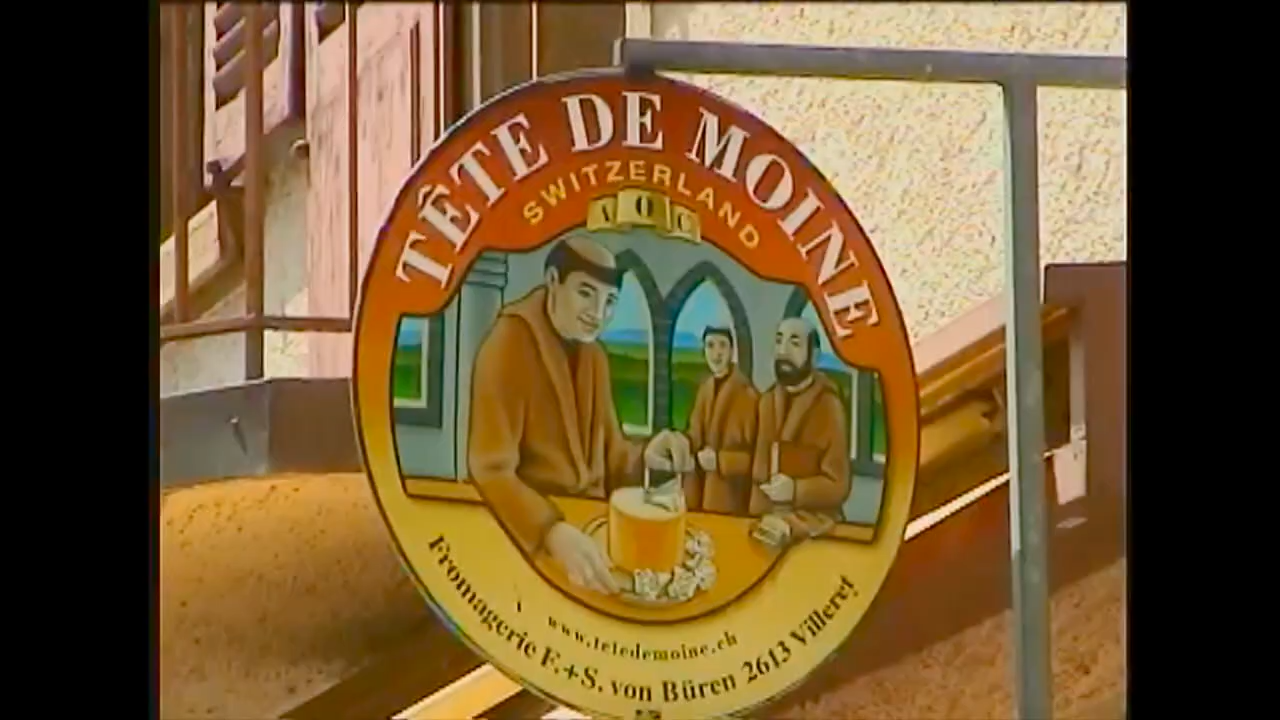 TÊTE DE MOINE
SWITZERLAND
AOC
www.tetedemoine.ch
Fromagerie F.+S. von Büren 2613 Villeret